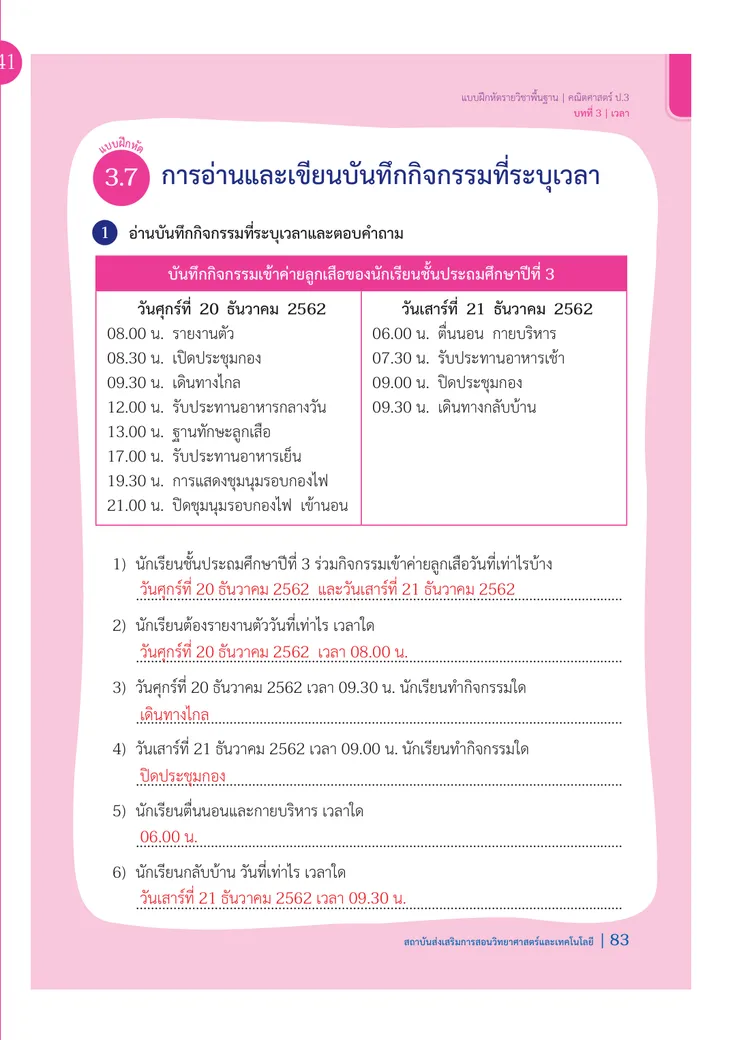 41
แบบฝึกหัดรายวิชาพื้นฐาน | คณิตศาสตร์ ป.3
บทที่ 3 | เวลา
แบบฝึกหัด
3.7 การอ่านและเขียนบันทึกกิจกรรมที่ระบุเวลา
1 อ่านบันทึกกิจกรรมที่ระบุเวลาและตอบคำถาม
บันทึกกิจกรรมเข้าค่ายลูกเสือของนักเรียนชั้นประถมศึกษาปีที่ 3
วันศุกร์ที่ 20 ธันวาคม 2562
08.00 น. รายงานตัว
08.30 น. เปิดประชุมกอง
09.30 น. เดินทางไกล
12.00 น. รับประทานอาหารกลางวัน
13.00 น. ฐานทักษะลูกเสือ
17.00 น. รับประทานอาหารเย็น
19.30 น. การแสดงชุมนุมรอบกองไฟ
21.00 น. ปิดชุมนุมรอบกองไฟ เข้านอน
วันเสาร์ที่ 21 ธันวาคม 2562
06.00 น. ตื่นนอน กายบริหาร
07.30 น. รับประทานอาหารเช้า
09.00 น. ปิดประชุมกอง
09.30 น. เดินทางกลับบ้าน
1) นักเรียนชั้นประถมศึกษาปีที่ 3 ร่วมกิจกรรมเข้าค่ายลูกเสือวันที่เท่าไรบ้าง
วันศุกร์ที่ 20 ธันวาคม 2562 และวันเสาร์ที่ 21 ธันวาคม 2562
2) นักเรียนต้องรายงานตัววันที่เท่าไร เวลาใด
วันศุกร์ที่ 20 ธันวาคม 2562 เวลา 08.00 น.
3) วันศุกร์ที่ 20 ธันวาคม 2562 เวลา 09.30 น. นักเรียนทำกิจกรรมใด
เดินทางไกล
4) วันเสาร์ที่ 21 ธันวาคม 2562 เวลา 09.00 น. นักเรียนทำกิจกรรมใด
ปิดประชุมกอง
5) นักเรียนตื่นนอนและกายบริหาร เวลาใด
06.00 น.
6) นักเรียนกลับบ้าน วันที่เท่าไร เวลาใด
วันเสาร์ที่ 21 ธันวาคม 2562 เวลา 09.30 น.
สถาบันส่งเสริมการสอนวิทยาศาสตร์และเทคโนโลยี | 83